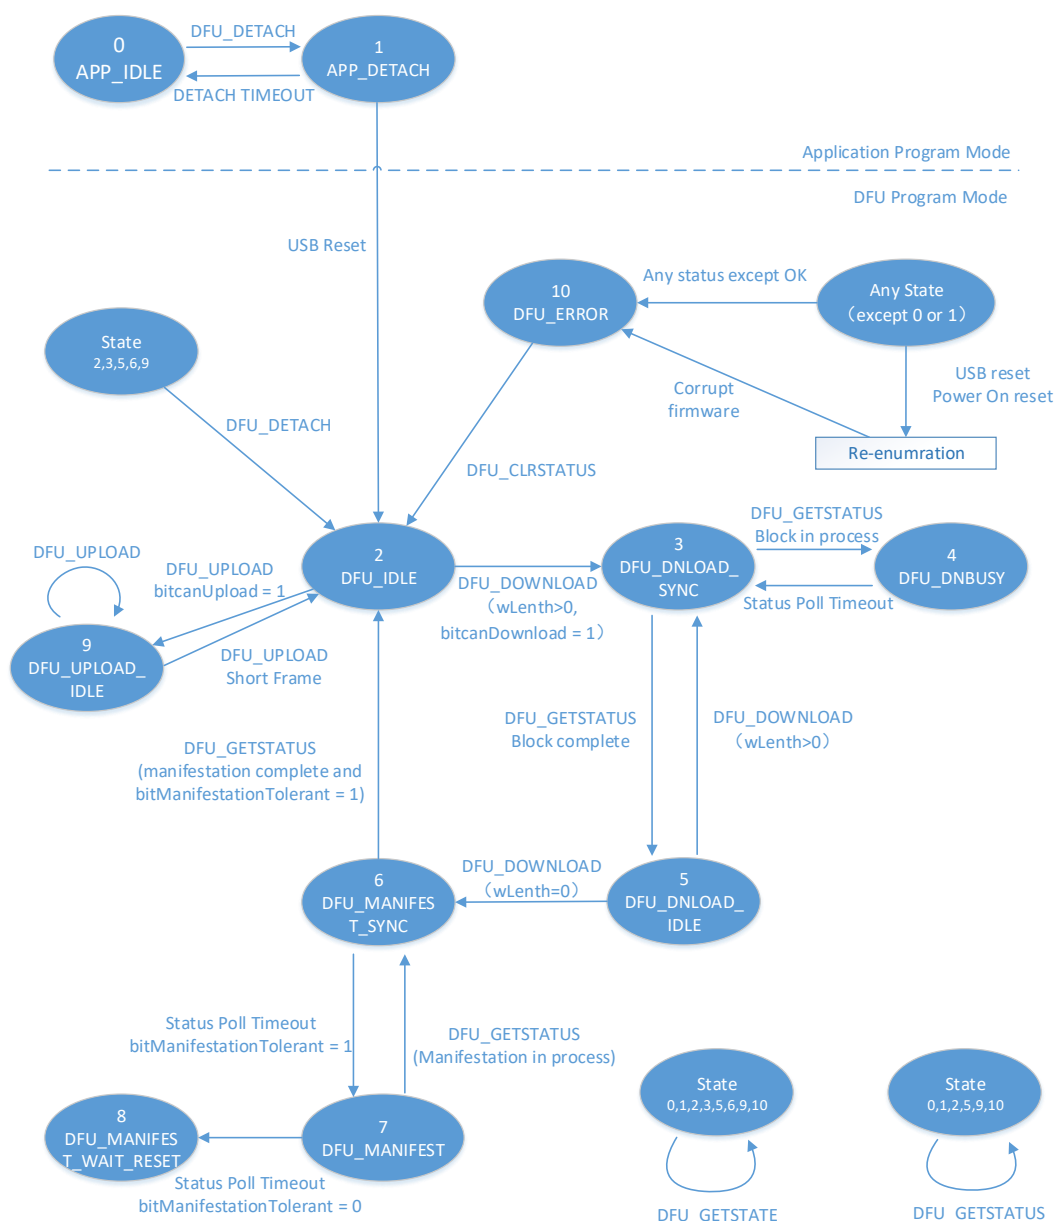 0
APP_IDLE
DFU_DETACH
DETACH TIMEOUT
1
APP_DETACH
Application Program Mode
DFU Program Mode
USB Reset
10
DFU_ERROR
Any status except OK
Any State
（except 0 or 1）
State
2,3,5,6,9
USB reset
Power On reset
Corrupt
firmware
Re-enumration
DFU_DETACH
DFU_CLRSTATUS
DFU_UPLOAD
DFU_UPLOAD
bitcanUpload = 1
2
DFU_IDLE
DFU_DOWNLOAD
（wLenth>0,
bitcanDownload = 1）
3
DFU_DNLOAD_
SYNC
DFU_GETSTATUS
Block in process
Status Poll Timeout
4
DFU_DNBUSY
9
DFU_UPLOAD_
IDLE
DFU_UPLOAD
Short Frame
DFU_GETSTATUS
(manifestation complete and
bitManifestationTolerant = 1)
DFU_GETSTATUS
Block complete
DFU_DOWNLOAD
（wLenth>0）
6
DFU_MANIFES
T_SYNC
DFU_DOWNLOAD
（wLenth=0）
5
DFU_DNLOAD_
IDLE
Status Poll Timeout
bitManifestationTolerant = 1
DFU_GETSTATUS
(Manifestation in process)
8
DFU_MANIFES
T_WAIT_RESET
7
DFU_MANIFEST
Status Poll Timeout
bitManifestationTolerant = 0
State
0,1,2,3,5,6,9,10
DFU_GETSTATE
State
0,1,2,5,9,10
DFU_GETSTATUS